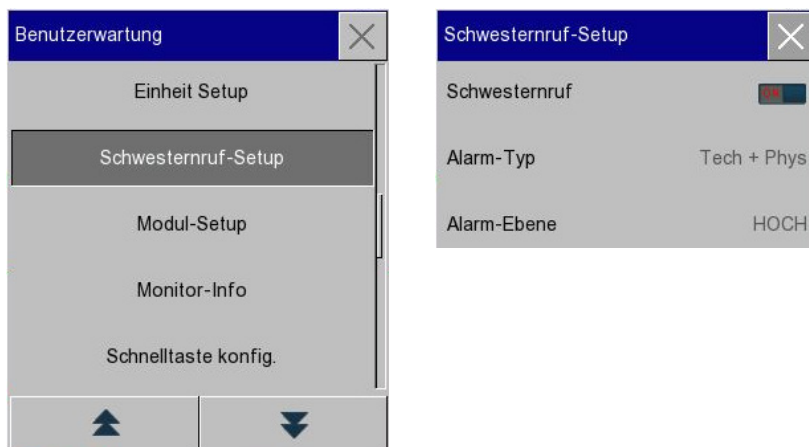 Benutzerwartung
Einheit Setup
Schwesternruf-Setup
Modul-Setup
Monitor-Info
Schnelltaste konfig.
Schwesternruf-Setup
Schwesternruf
Alarm-Typ Tech + Phys
Alarm-Ebene HOCH